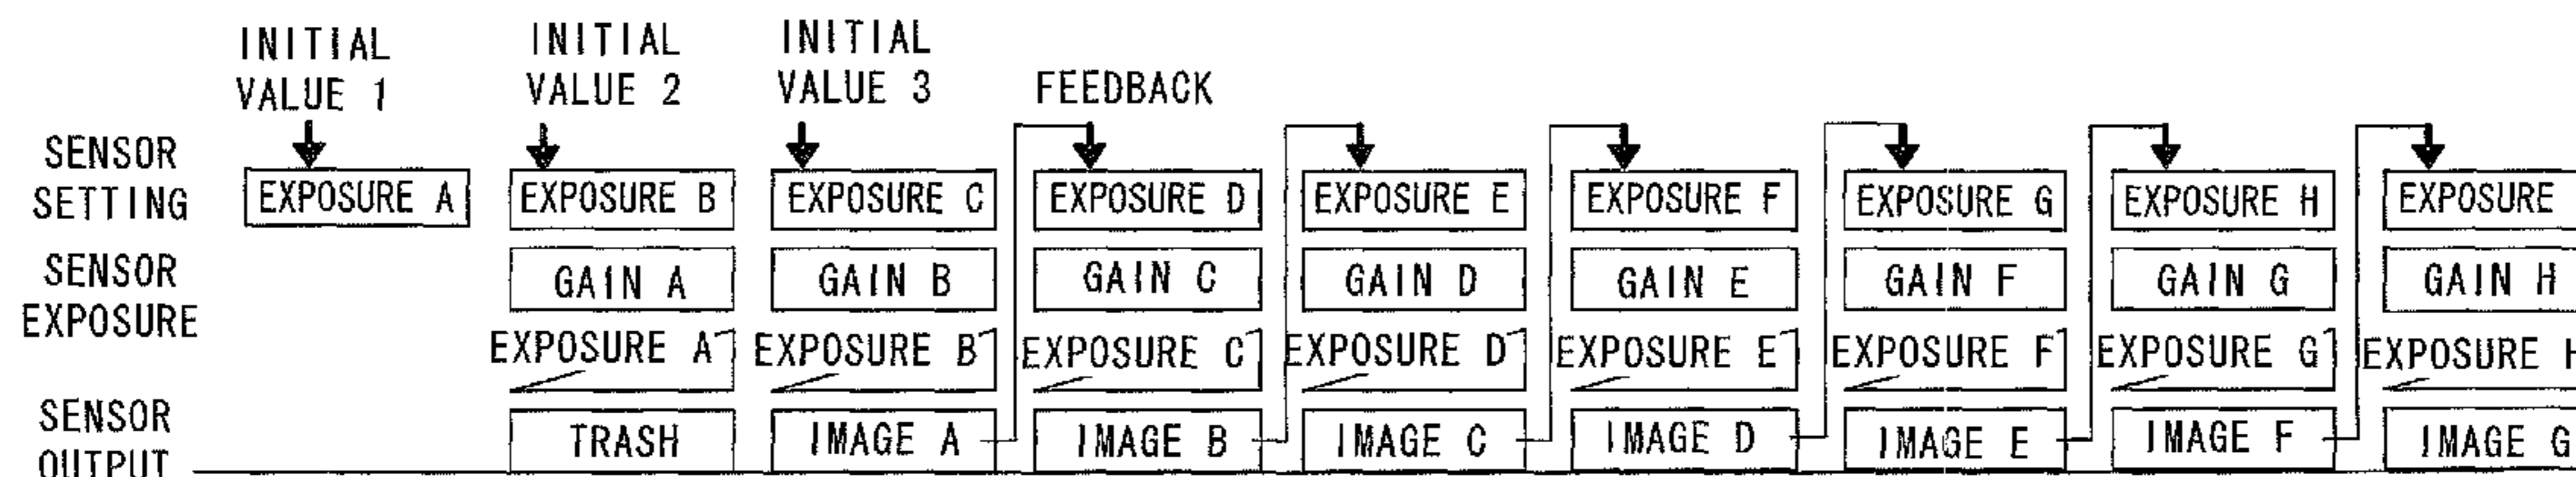 INITIAL INITIAL INITIAL
VALUE 1 VALUE 2 VALUE 3 FEEDBACK
SENSOR
SETTING
EXPOSURE A EXPOSURE B EXPOSURE C EXPOSURE D EXPOSURE E EXPOSURE F EXPOSURE G EXPOSURE H EXPOSURE
SENSOR
EXPOSURE
GAIN A GAIN B GAIN C GAIN D GAIN E GAIN F GAIN G GAIN H
EXPOSURE A EXPOSURE B EXPOSURE C EXPOSURE D EXPOSURE E EXPOSURE F EXPOSURE G EXPOSURE H
SENSOR
OUTPUT
TRASH IMAGE A IMAGE B IMAGE C IMAGE D IMAGE E IMAGE F IMAGE G